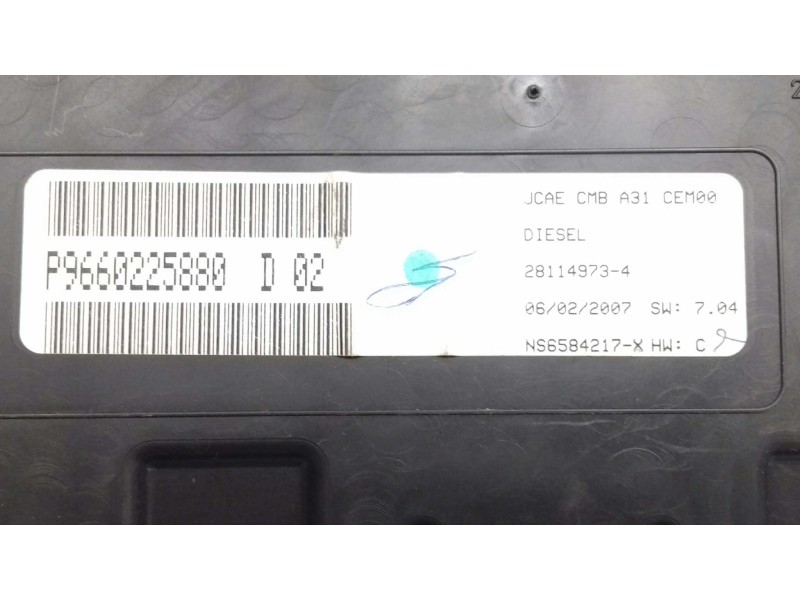 P9660225880 D 02
JCAE CMB A31 CEM00
DIESEL
28114973-4
06/02/2007 SW: 7.04
NS6584217-X HW: C